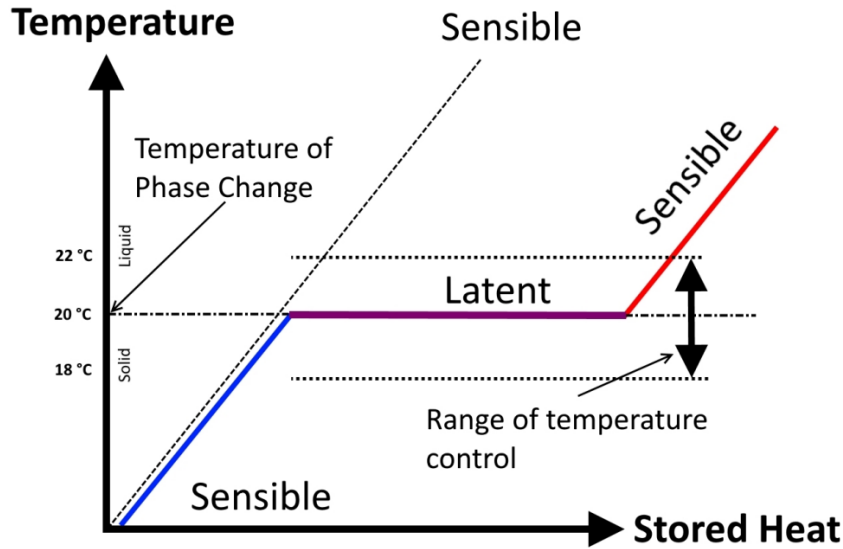 Temperature
Sensible
Temperature of
Phase Change
Sensible
Liquid
22 °C
Latent
20 °C
Solid
18 °C
Range of temperature
control
Sensible
Stored Heat